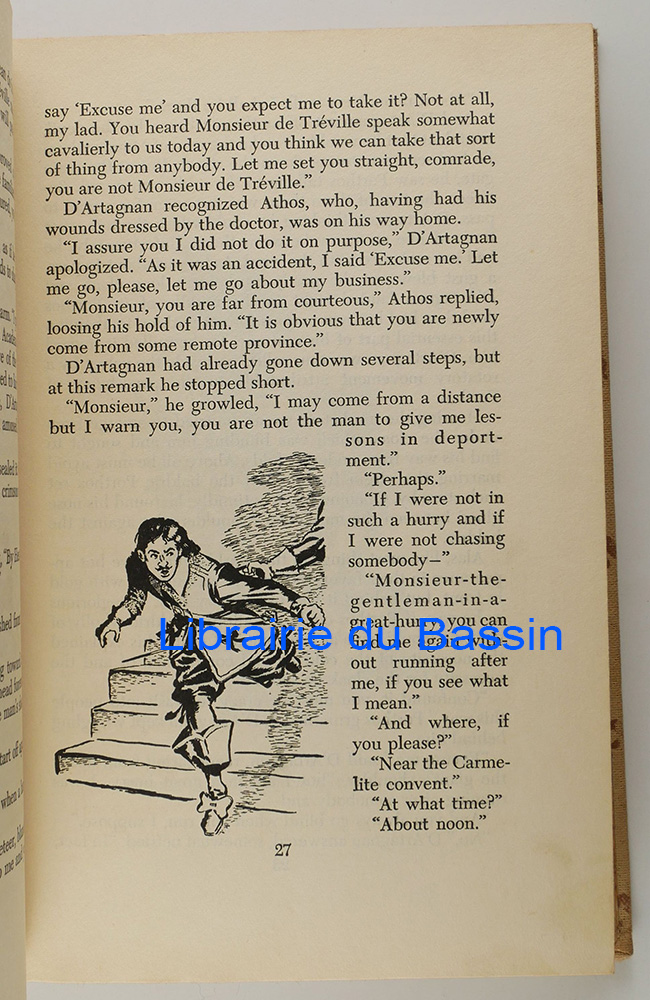 say ‘Excuse me’ and you expect me to take it? Not at all,
my lad. You heard Monsieur de Tréville speak somewhat
cavalierly to us today and you think we can take that sort
of thing from anybody. Let me set you straight, comrade,
you are not Monsieur de Tréville.”
D’Artagnan recognized Athos, who, having had his
wounds dressed by the doctor, was on his way home.
“I assure you I did not do it on purpose,” D’Artagnan
apologized. “As it was an accident, I said ‘Excuse me.’ Let
me go, please, let me go about my business.”
“Monsieur, you are far from courteous,” Athos replied,
loosing his hold of him. “It is obvious that you are newly
come from some remote province.”
D’Artagnan had already gone down several steps, but
at this remark he stopped short.
“Monsieur,” he growled, “I may come from a distance
but I warn you, you are not the man to give me les-
sons in deport-
ment.”
“Perhaps.”
“If I were not in
such a hurry and if
I were not chasing
somebody—”
“Monsieur-the-
gentleman-in-a-
great-hurry, you can
find me again with-
out running after
me, if you see what
I mean.”
“And where, if
you please?”
“Near the Carme-
lite convent.”
“At what time?”
“About noon.”
27
Librairie du Bassin